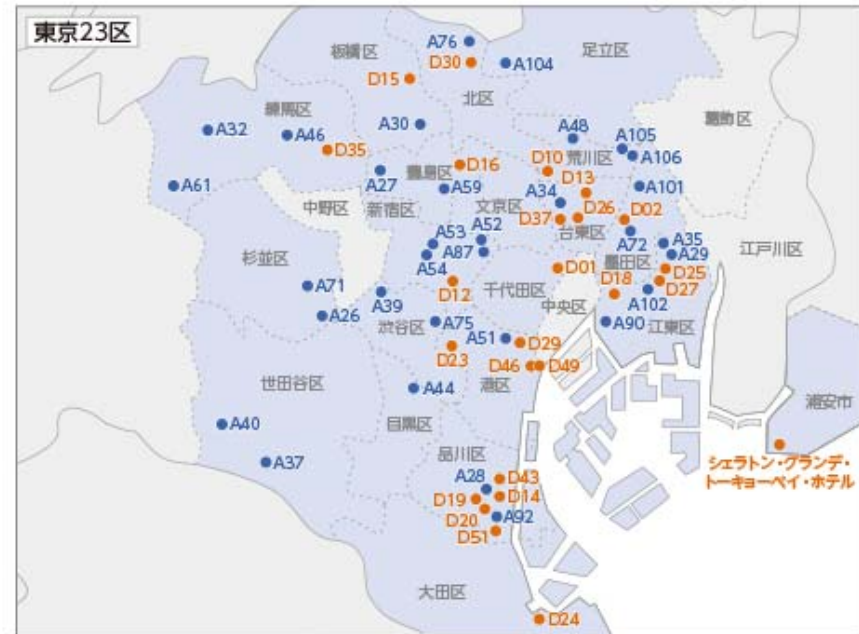 東京23区
板橋区
A76
D30
A104
足立区
D15
北区
練馬区
A32
A46
A30
A48
葛飾区
D35
A105
D10
荒川区
A106
D16
豊島区
A27
A59
D13
A61
A101
中野区
新宿区
文京区
A34
D26
D02
D37
台東区
A53
A52
A72
A35
江戸川区
杉並区
A54
A87
墨田区
A29
D01
D25
A71
D12
千代田区
D18
D27
A39
中央区
A102
A26
渋谷区
A75
A90
江東区
A51
D29
D23
D46
D49
世田谷区
A44
港区
浦安市
目黒区
A40
品川区
A37
シェラトン・グランデ・
トーキョーベイ・ホテル
A28
D43
D19
D14
D20
A92
D51
大田区
D24